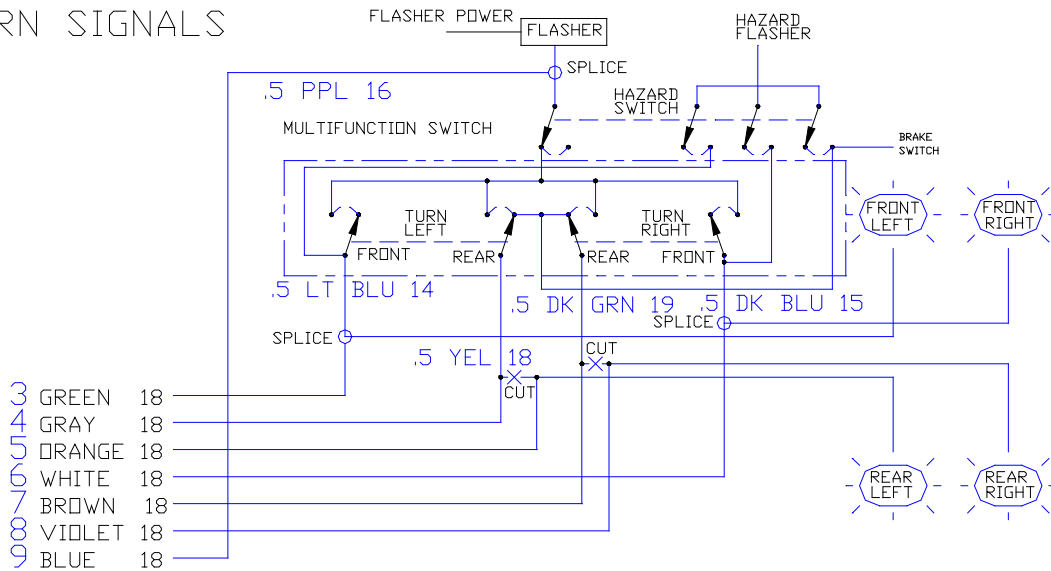 RN SIGNALS
FLASHER POWER
FLASHER
HAZARD
FLASHER
SPLICE
.5 PPL 16
HAZARD
SWITCH
MULTIFUNCTION SWITCH
BRAKE
SWITCH
TURN
LEFT
TURN
RIGHT
FRONT
LEFT
FRONT
RIGHT
FRONT
REAR
REAR
FRONT
.5 LT BLU 14
.5 DK GRN 19
.5 DK BLU 15
SPLICE
SPLICE
.5 YEL 18
CUT
CUT
3 GREEN 18
4 GRAY 18
5 ORANGE 18
6 WHITE 18
7 BROWN 18
8 VIOLET 18
9 BLUE 18
REAR
LEFT
REAR
RIGHT